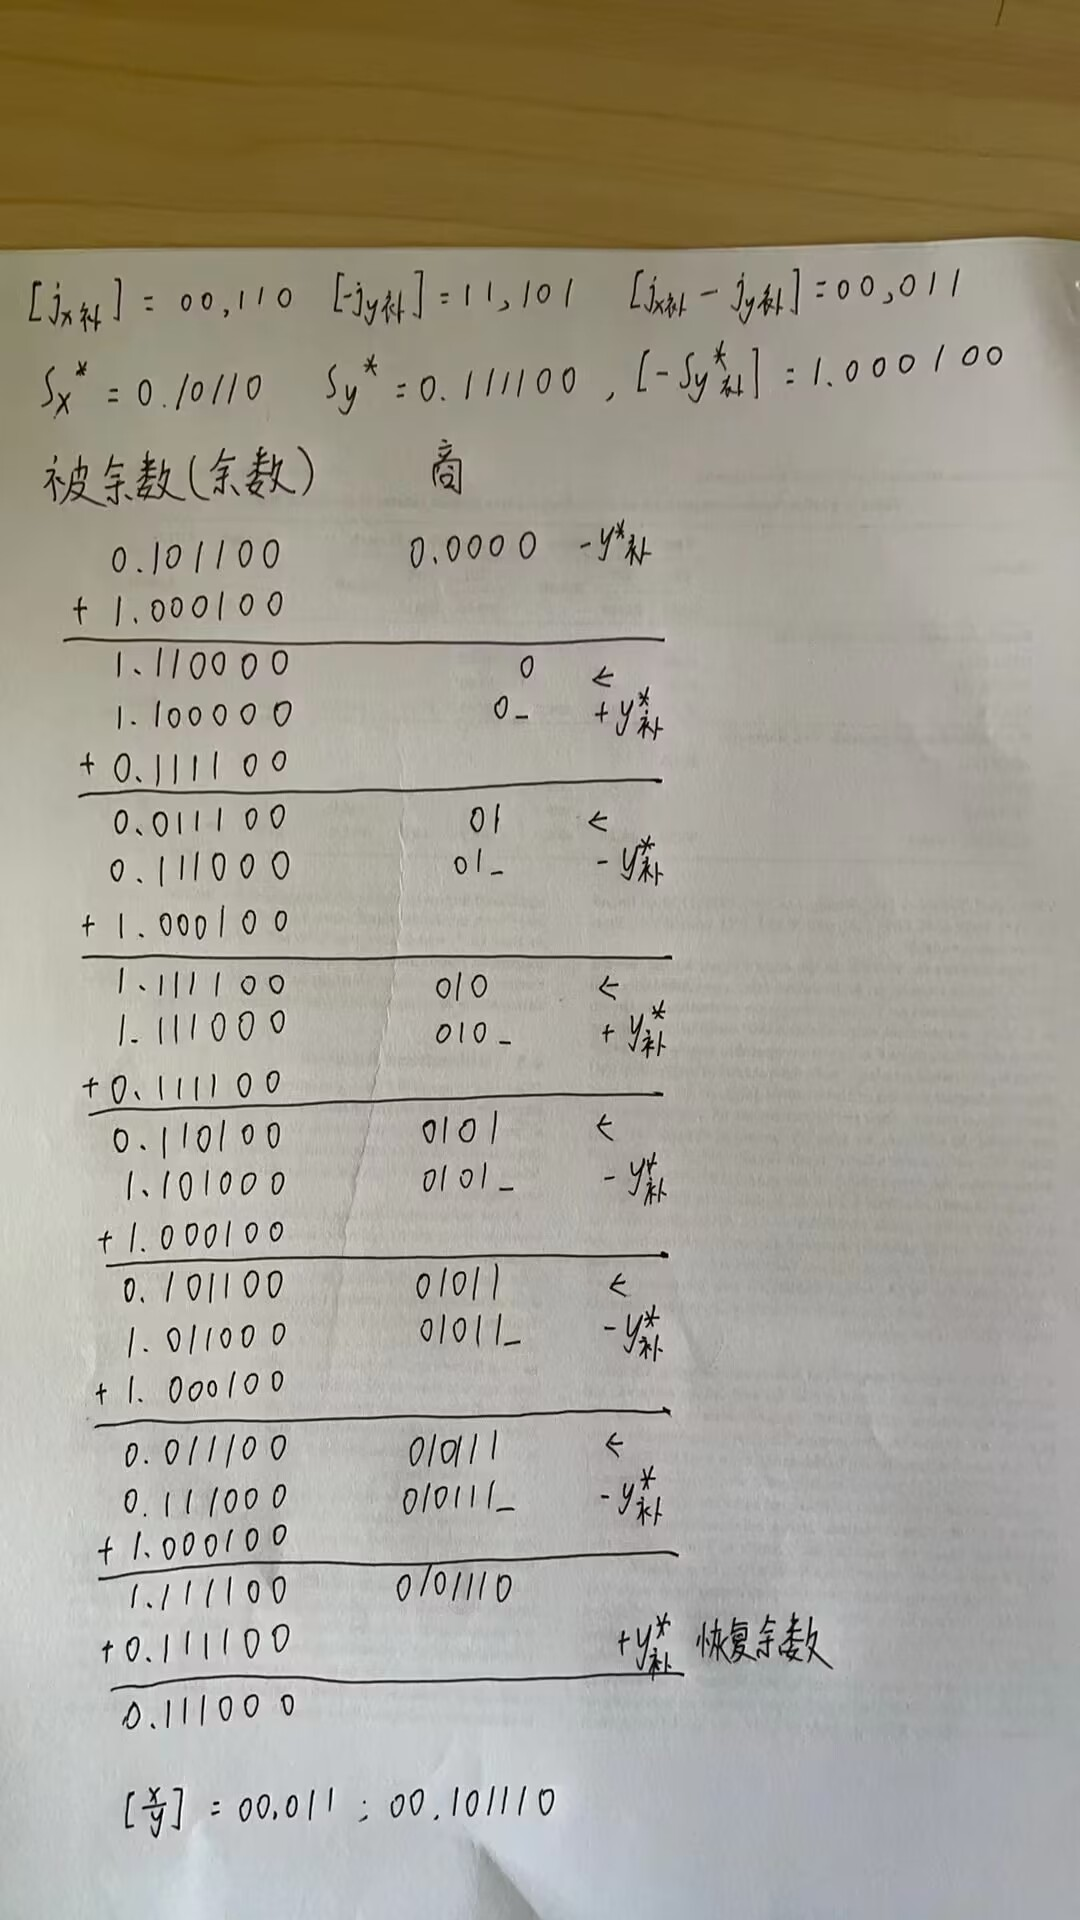 [jx补] = 00,110 [-jy补] = 11,101 [jx补 - jy补] = 00,011
Sx* = 0.10110 Sy* = 0.111100 , [-Sy*补] = 1.000100
被余数(余数) 商
0.101100 0.0000 -y*补
+ 1.000100
1.110000 0 ←
1.100000 0_ +y*补
+ 0.111100
0.011100 01 ←
0.111000 01_ -y*补
+ 1.000100
1.111100 010 ←
1.111000 010_ +y*补
+0.111100
0.110100 0101 ←
1.101000 0101_ -y*补
+ 1.000100
0.101100 01011 ←
1.011000 01011_ -y*补
+ 1.000100
0.011100 010111 ←
0.111000 010111_ -y*补
+ 1.000100
1.111100 0101110
+0.111100 +y*补 恢复余数
0.111000
[x/y] = 00,011 ; 00.101110